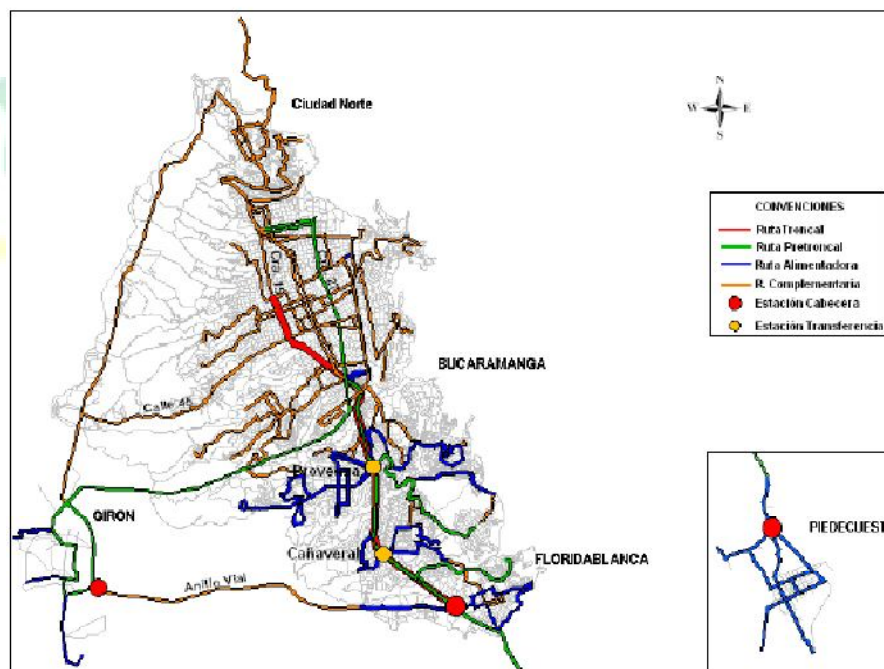 Ciudad Norte
N
W E
S
CONVENCIONES
Ruta Troncal
Ruta Pretroncal
Ruta Alimentadora
R. Complementaria
Estación Cabecera
Estación Transferencia
BUCARAMANGA
Calle 45
Provenza
GIRON
PIEDECUEST
Cañaveral
FLORIDABLANCA
Anillo Vial